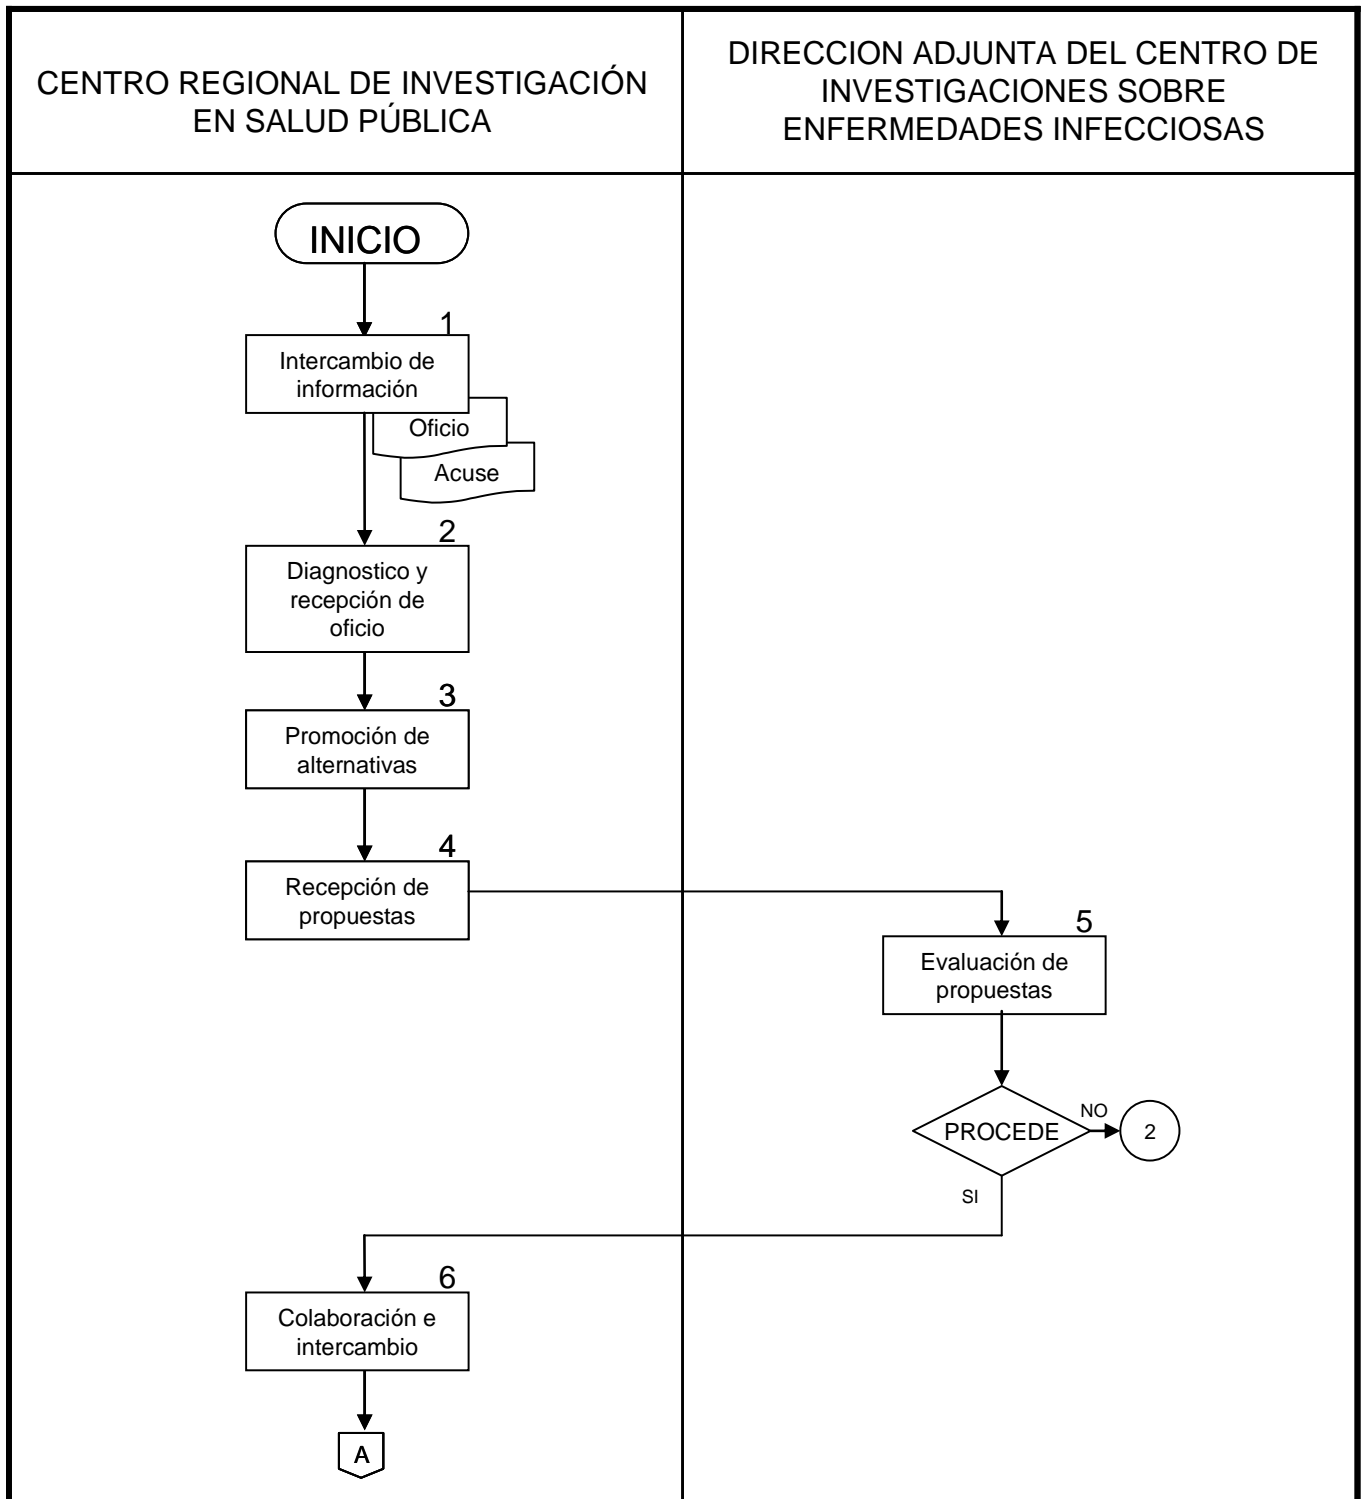 CENTRO REGIONAL DE INVESTIGACIÓN
EN SALUD PÚBLICA
DIRECCION ADJUNTA DEL CENTRO DE
INVESTIGACIONES SOBRE
ENFERMEDADES INFECCIOSAS
INICIO
1
Intercambio de
información
Oficio
Acuse
2
Diagnostico y
recepción de
oficio
3
Promoción de
alternativas
4
Recepción de
propuestas
5
Evaluación de
propuestas
PROCEDE
NO
2
SI
6
Colaboración e
intercambio
A